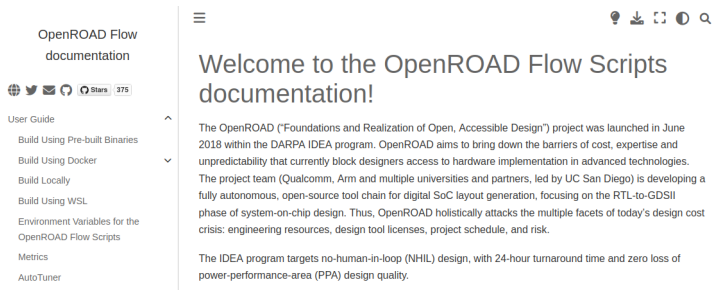 OpenROAD Flow
documentation
Stars 375
User Guide
Build Using Pre-built Binaries
Build Using Docker
Build Locally
Build Using WSL
Environment Variables for the
OpenROAD Flow Scripts
Metrics
AutoTuner
Welcome to the OpenROAD Flow Scripts
documentation!
The OpenROAD (“Foundations and Realization of Open, Accessible Design”) project was launched in June
2018 within the DARPA IDEA program. OpenROAD aims to bring down the barriers of cost, expertise and
unpredictability that currently block designers access to hardware implementation in advanced technologies.
The project team (Qualcomm, Arm and multiple universities and partners, led by UC San Diego) is developing a
fully autonomous, open-source tool chain for digital SoC layout generation, focusing on the RTL-to-GDSII
phase of system-on-chip design. Thus, OpenROAD holistically attacks the multiple facets of today’s design cost
crisis: engineering resources, design tool licenses, project schedule, and risk.
The IDEA program targets no-human-in-loop (NHIL) design, with 24-hour turnaround time and zero loss of
power-performance-area (PPA) design quality.